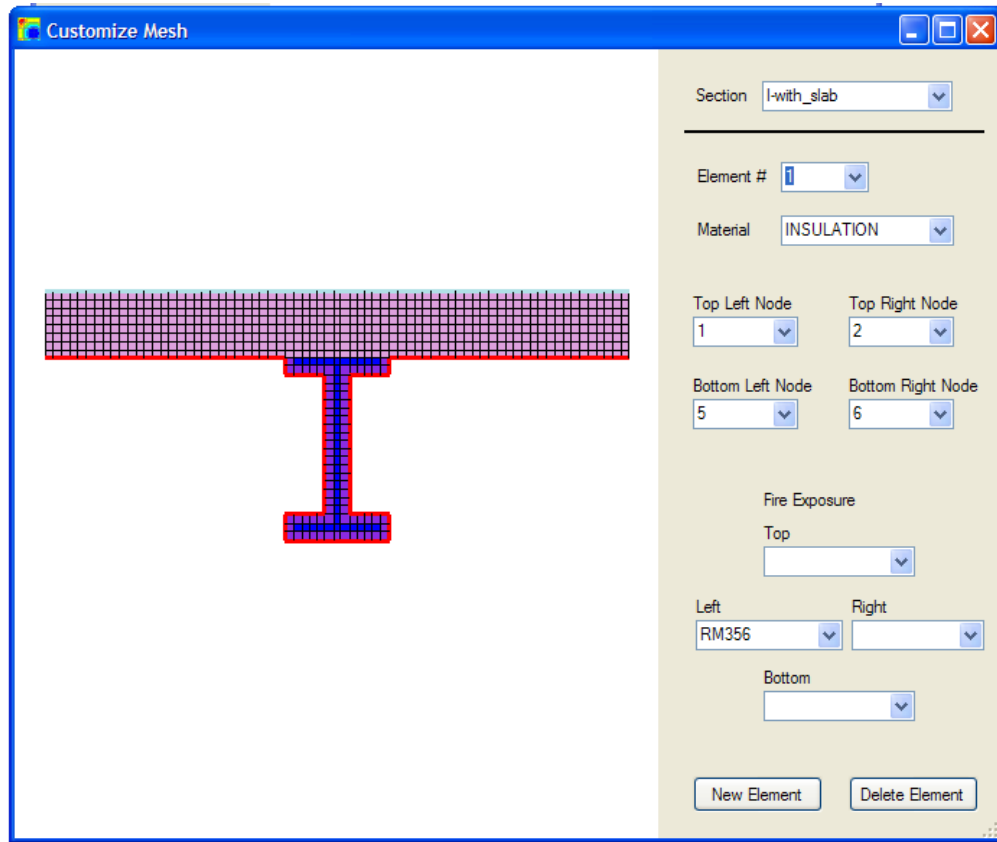 Customize Mesh
Section I-with_slab
Element # 1
Material INSULATION
Top Left Node Top Right Node
1 2
Bottom Left Node Bottom Right Node
5 6
Fire Exposure
Top
Left Right
RM356
Bottom
New Element Delete Element